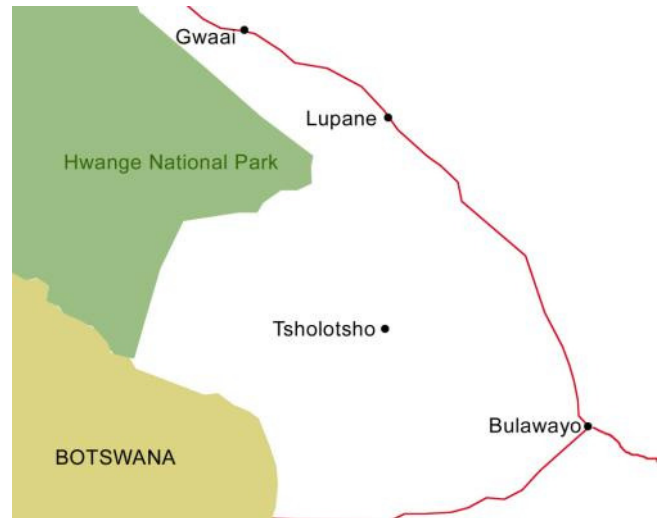 Gwaai
Lupane
Hwange National Park
Tsholotsho
Bulawayo
BOTSWANA